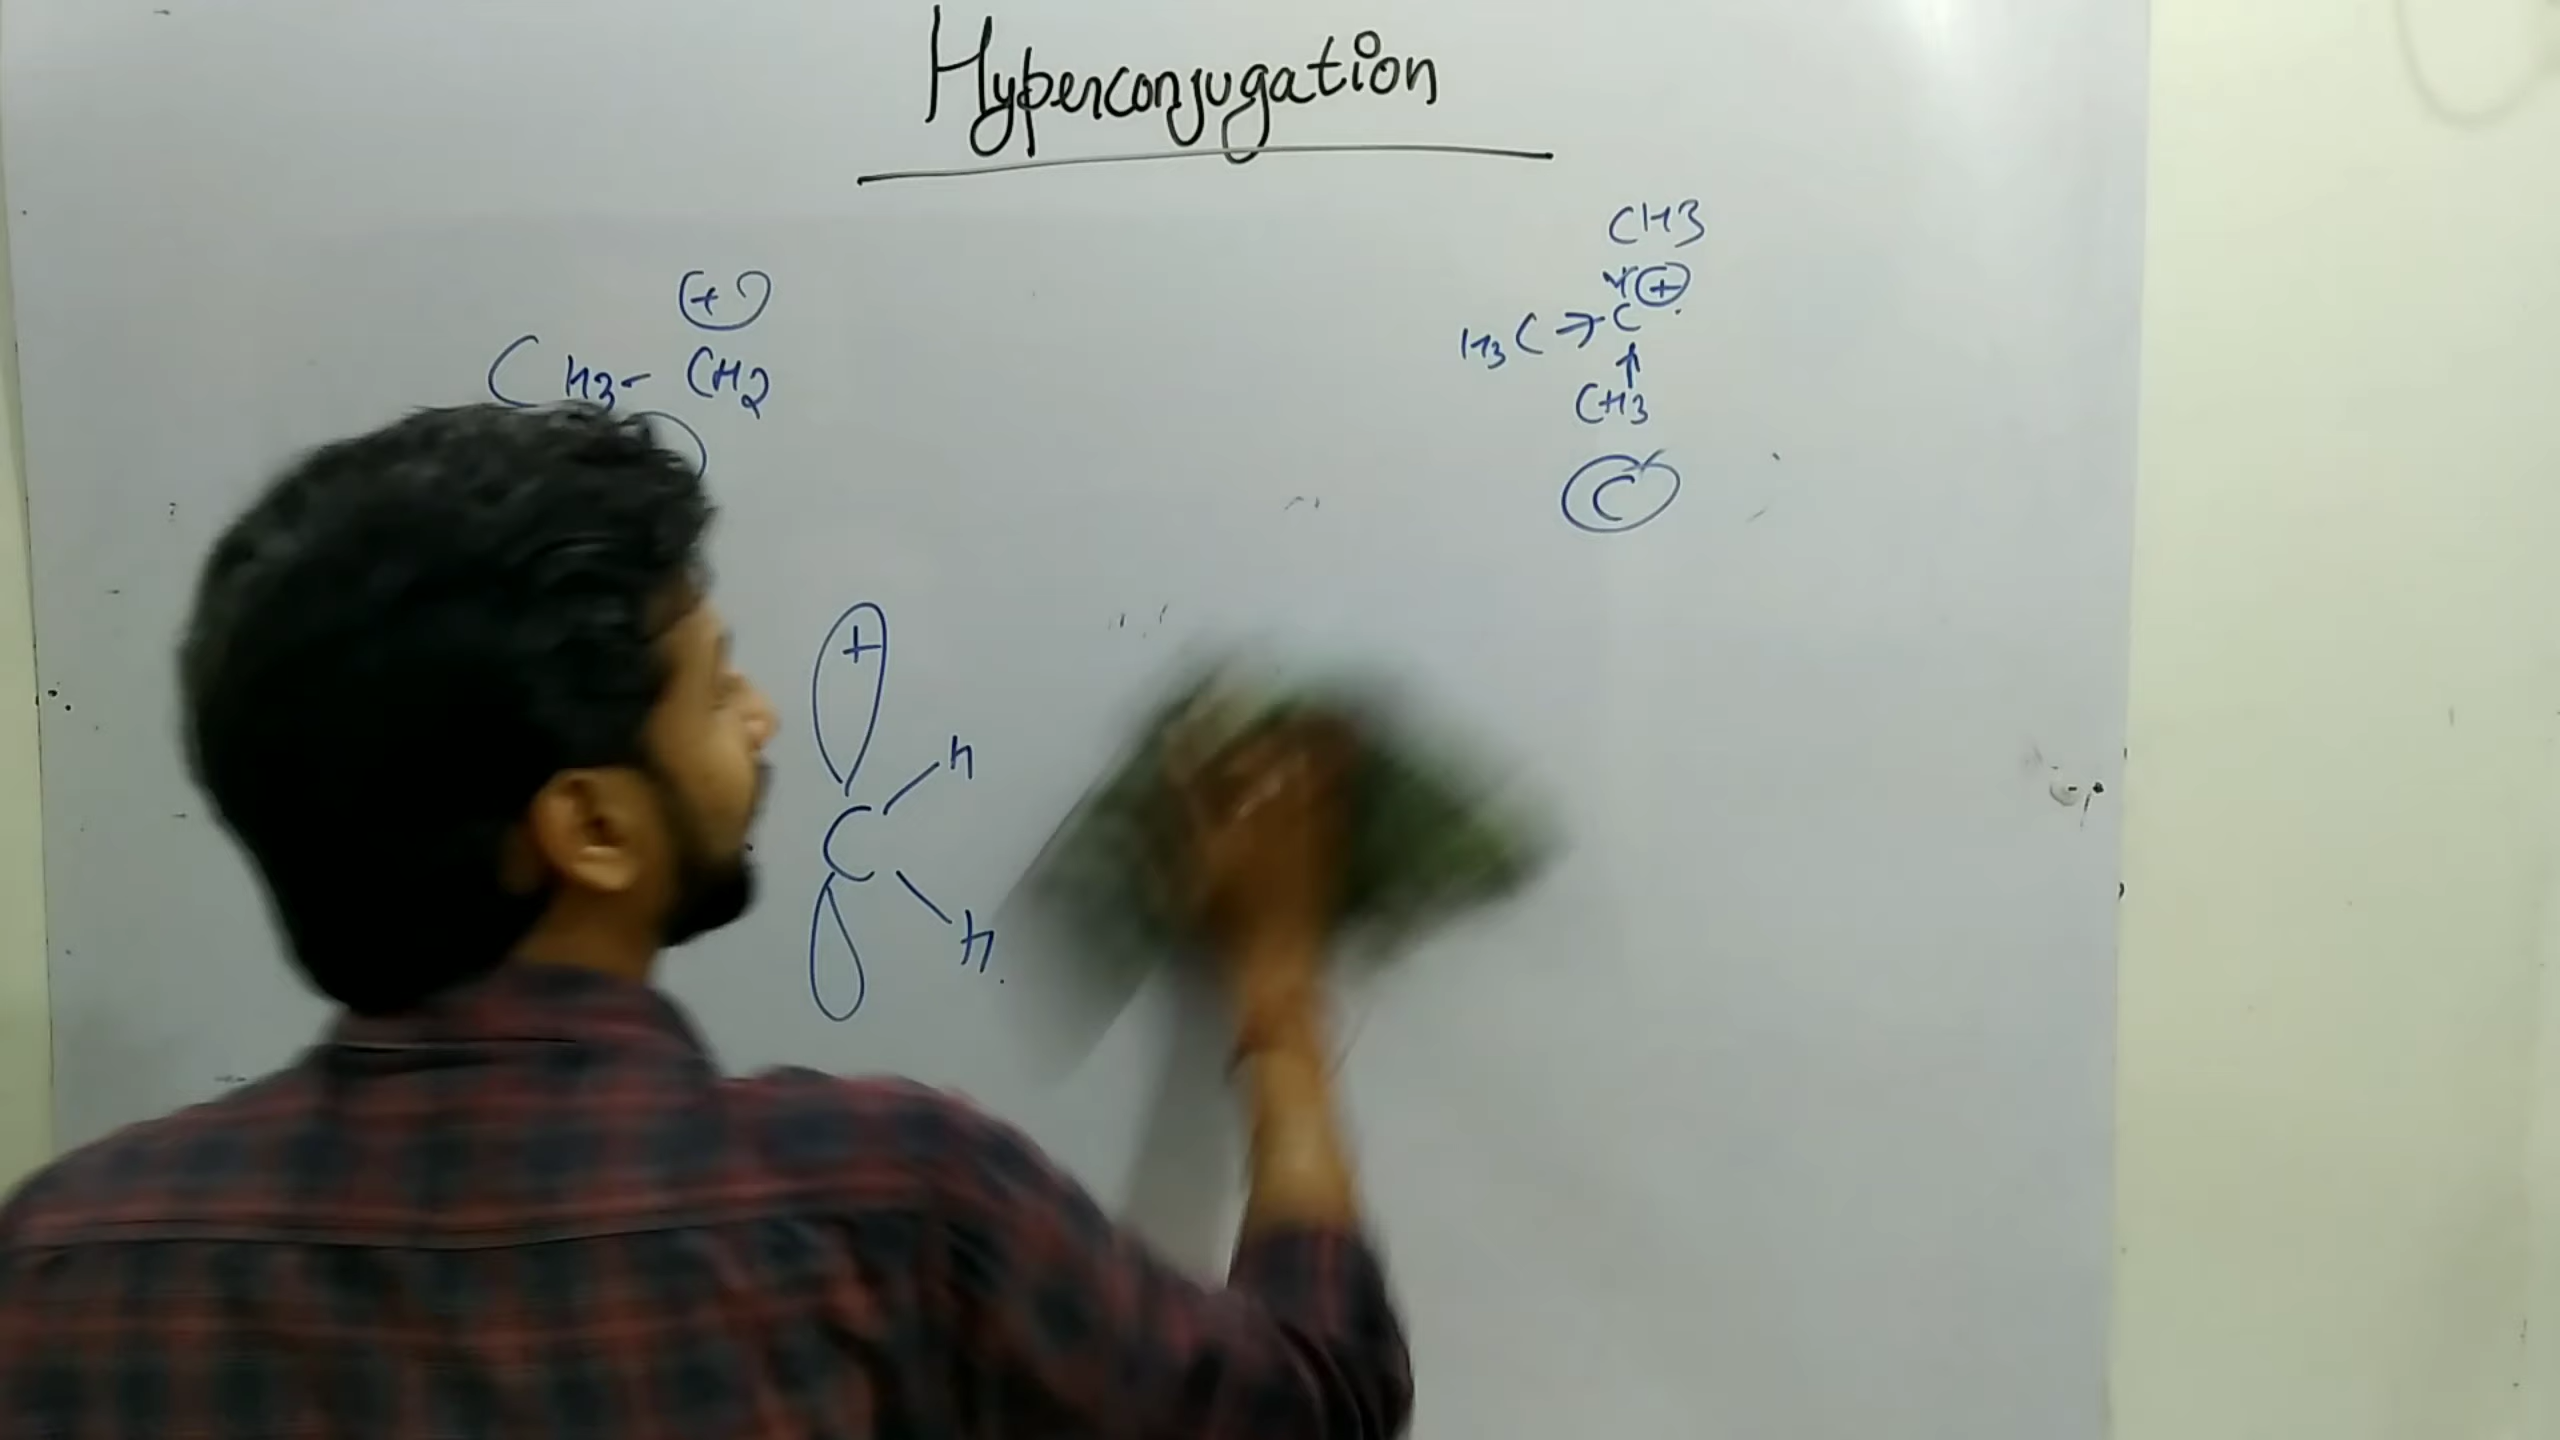 Hyperconjugation
CH3
+
H3C → C
↑
CH3
C
+
CH3 - CH2
+
H
C
H